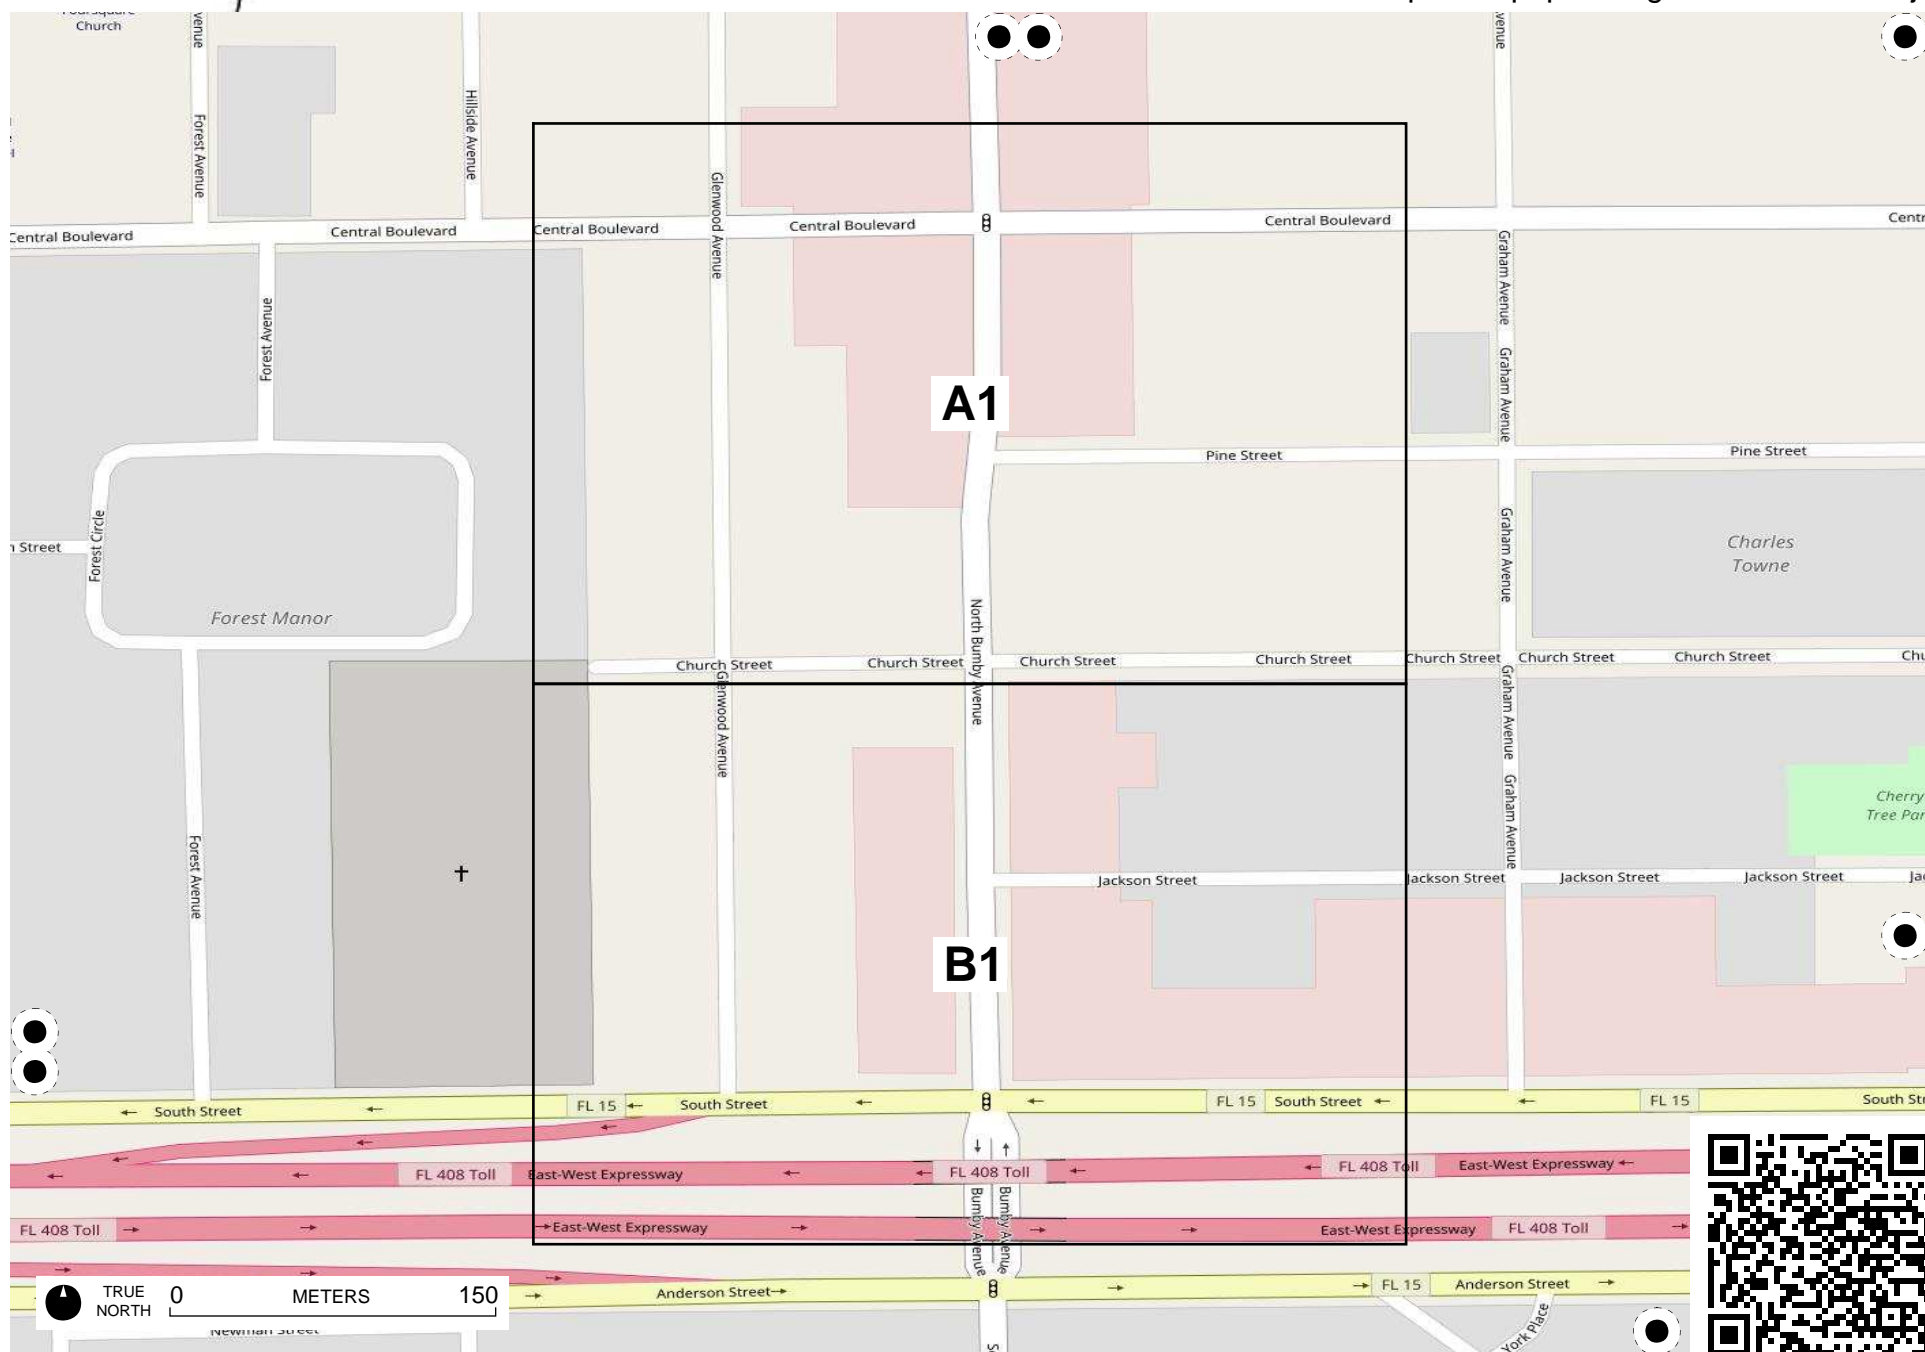 Church
Forest Avenue
Hillside Avenue
Glenwood Avenue
Central Boulevard
Central Boulevard
Central Boulevard
Central Boulevard
Central Boulevard
Forest Avenue
Graham Avenue
Graham Avenue
A1
Pine Street
Pine Street
Forest Circle
Street
Graham Avenue
Charles
Towne
Forest Manor
North Bumby Avenue
Church Street
Church Street
Church Street
Church Street
Church Street
Church Street
Church Street
Glenwood Avenue
Graham Avenue
Graham Avenue
Cherry
Forest Avenue
Jackson Street
Jackson Street
Jackson Street
Jackson Street
B1
South Street
FL 15
South Street
FL 15
South Street
FL 15
FL 408 Toll
East-West Expressway
FL 408 Toll
FL 408 Toll
East-West Expressway
FL 408 Toll
East-West Expressway
Bumby Avenue
Bumby Avenue
East-West Expressway
FL 408 Toll
TRUE
NORTH
0
METERS
150
Anderson Street
FL 15
Anderson Street
Newman Street
York Place